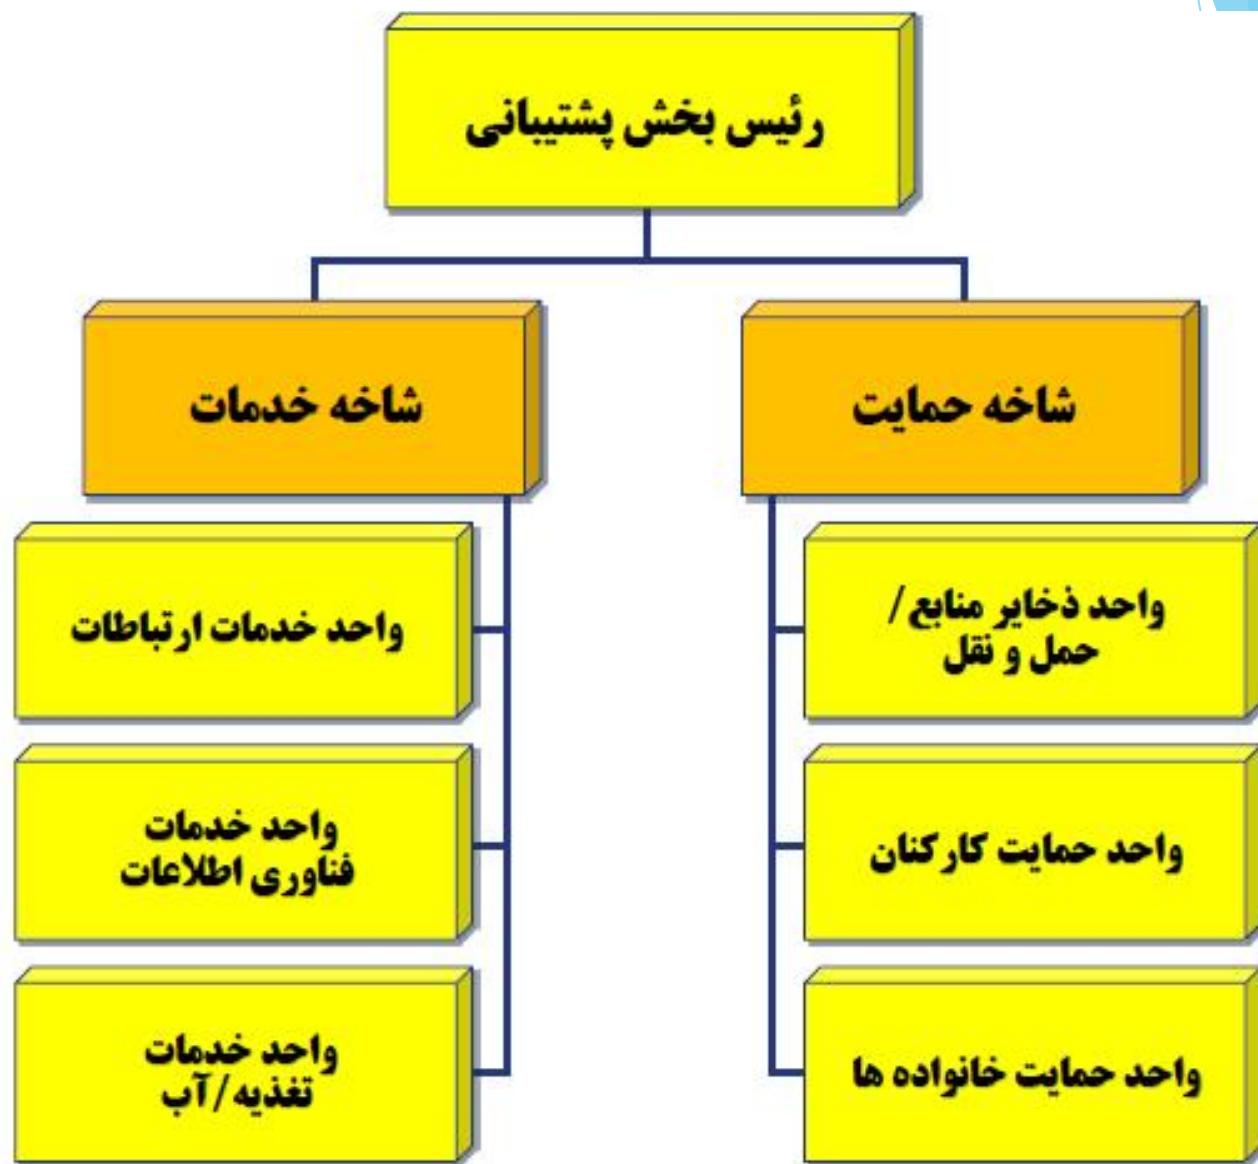 رئیس بخش پشتیبانی
شاخه حمایت
شاخه خدمات
واحد ذخایر منابع/
حمل و نقل
واحد حمایت کارکنان
واحد حمایت خانواده ها
واحد خدمات ارتباطات
واحد خدمات
فناوری اطلاعات
واحد خدمات
تغذیه/آب